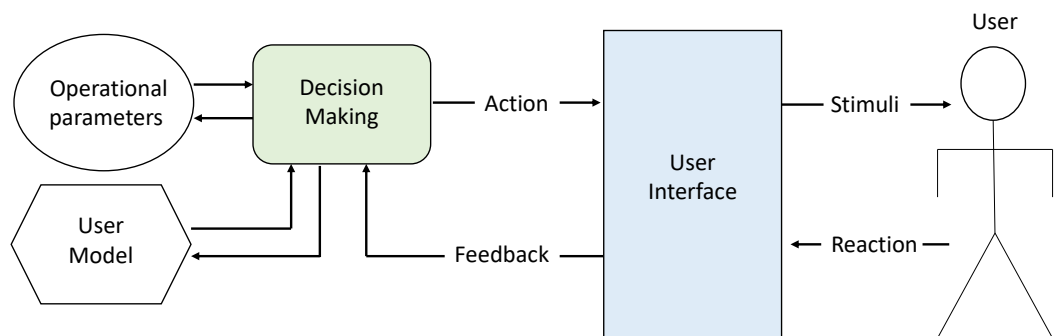 User
Operational
parameters
Decision
Making
Action
Stimuli
User
Interface
User
Model
Feedback
Reaction